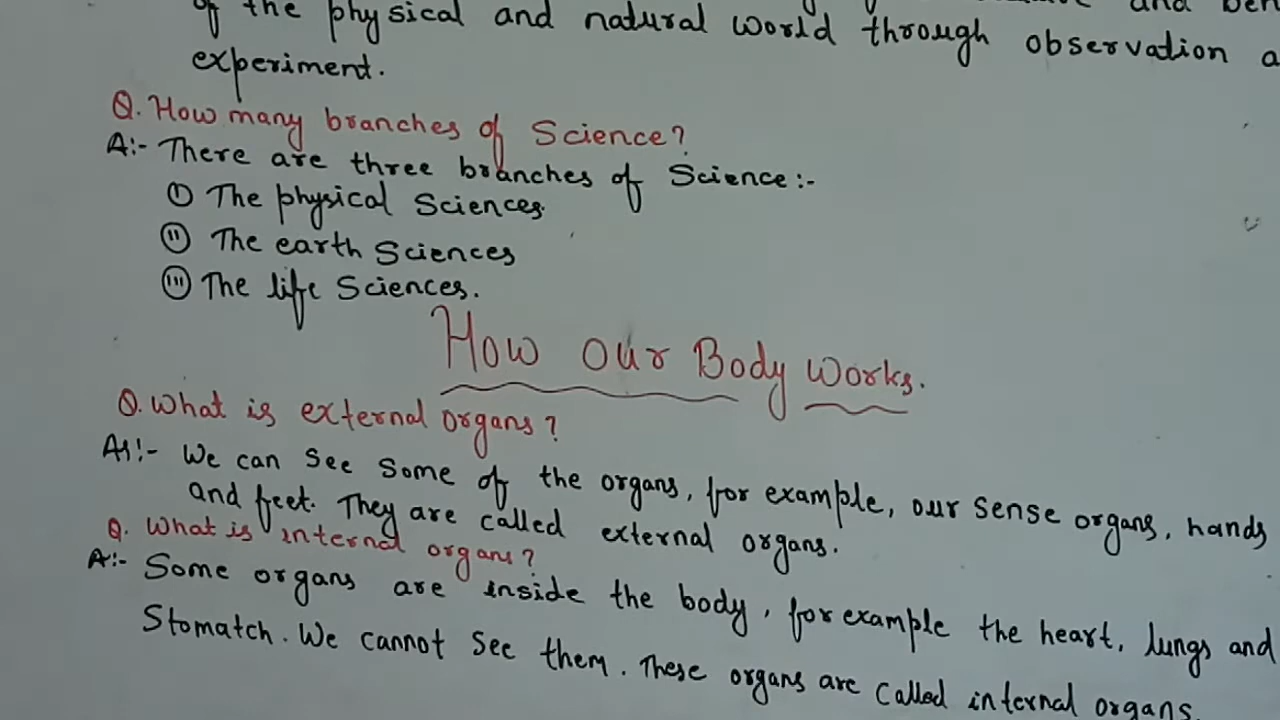 of the physical and natural world through observation a
experiment.
Q. How many branches of Science?
A:- There are three branches of Science:-
(i) The physical Sciences.
(ii) The earth Sciences
(iii) The life Sciences.
How our Body works.
Q. What is external organs?
A1:- We can see some of the organs, for example, our sense organs, hands
and feet. They are called external organs.
Q. What is internal organs?
A:- Some organs are inside the body, for example the heart, lungs and
Stomatch. We cannot see them. These organs are called internal organs.